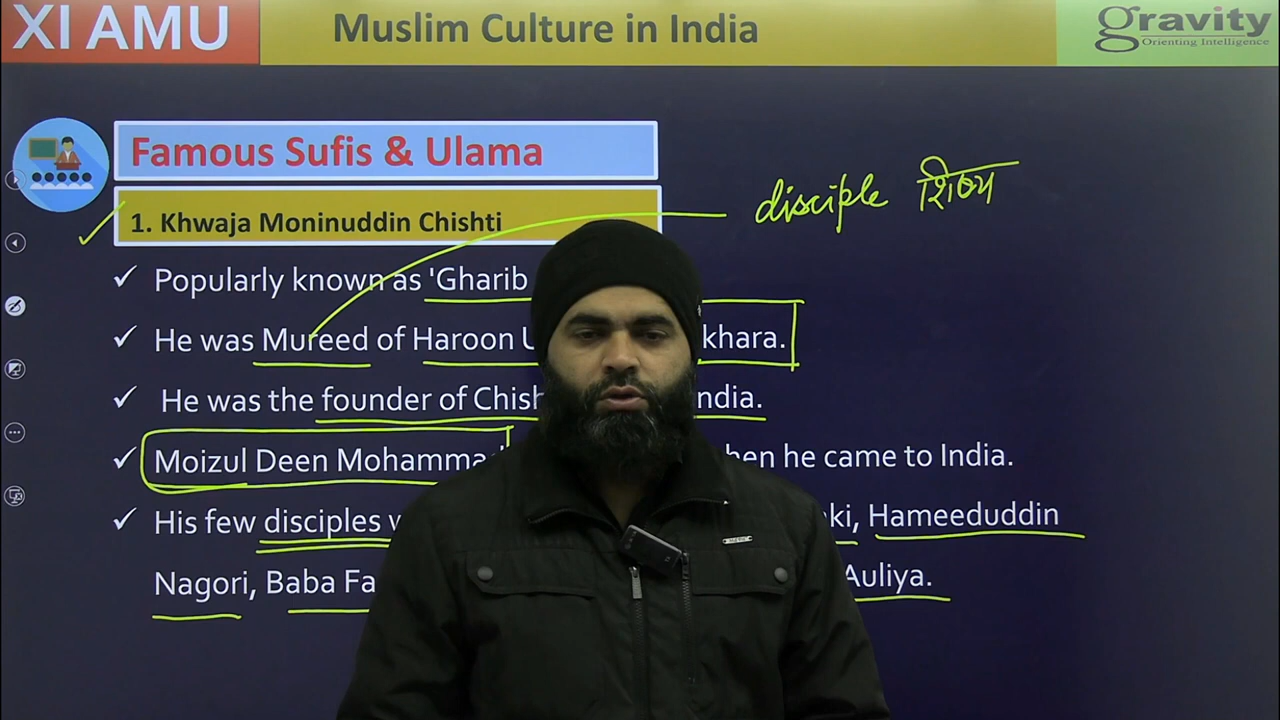 XI AMU
Muslim Culture in India
gravity
Orienting Intelligence
Famous Sufis & Ulama
disciple शिष्य
1. Khwaja Moninuddin Chishti
Popularly known as 'Gharib
He was Mureed of Haroon U khara.
He was the founder of Chish ndia.
Moizul Deen Mohammad hen he came to India.
His few disciples ki, Hameeduddin
Nagori, Baba Fa Auliya.